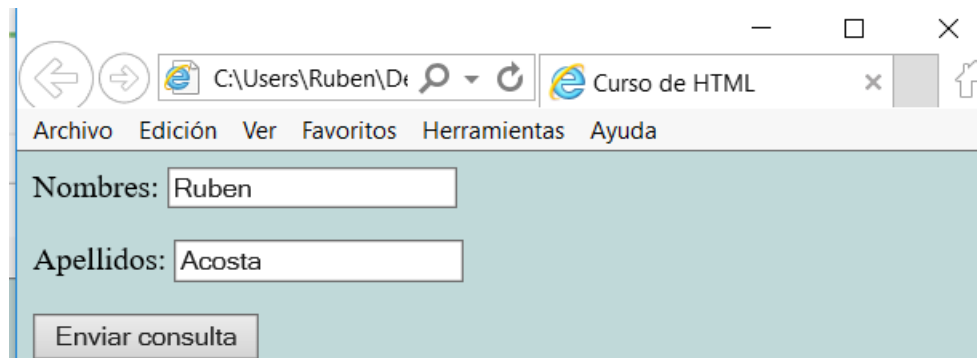 C:\Users\Ruben\De
Curso de HTML
Archivo Edición Ver Favoritos Herramientas Ayuda
Nombres: Ruben
Apellidos: Acosta
Enviar consulta